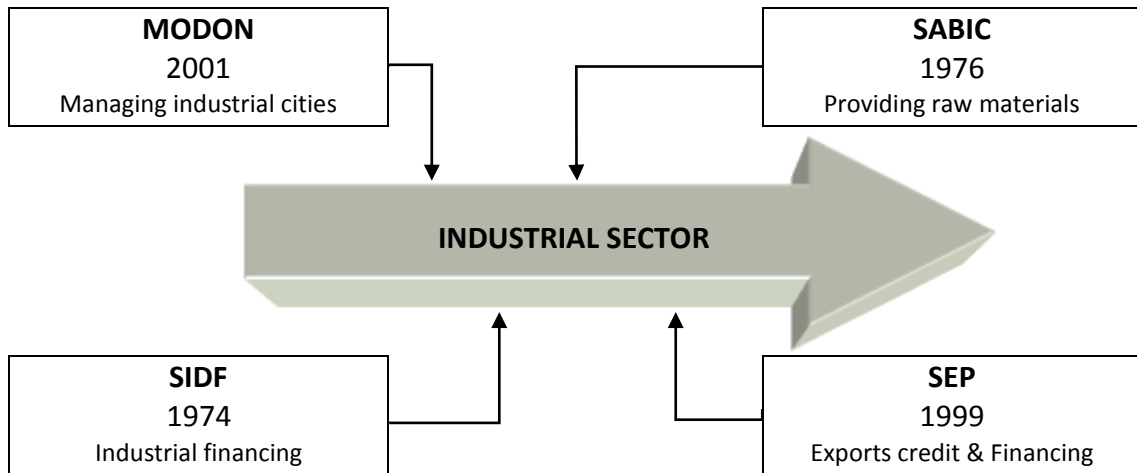 MODON
2001
Managing industrial cities
SABIC
1976
Providing raw materials
INDUSTRIAL SECTOR
SIDF
1974
Industrial financing
SEP
1999
Exports credit & Financing